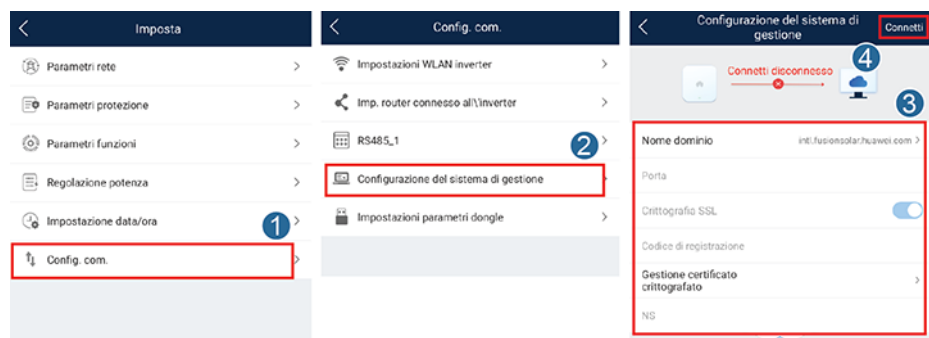 Imposta
Parametri rete
Parametri protezione
Parametri funzioni
Regolazione potenza
Impostazione data/ora
1
Config. com.
Config. com.
Impostazioni WLAN inverter
Imp. router connesso all\'inverter
RS485_1
2
Configurazione del sistema di gestione
Impostazioni parametri dongle
Configurazione del sistema di
gestione
Connetti
4
Connetti disconnesso
3
Nome dominio
intl.fusionsolar.huawei.com
Porta
Crittografia SSL
Codice di registrazione
Gestione certificato
crittografato
NS